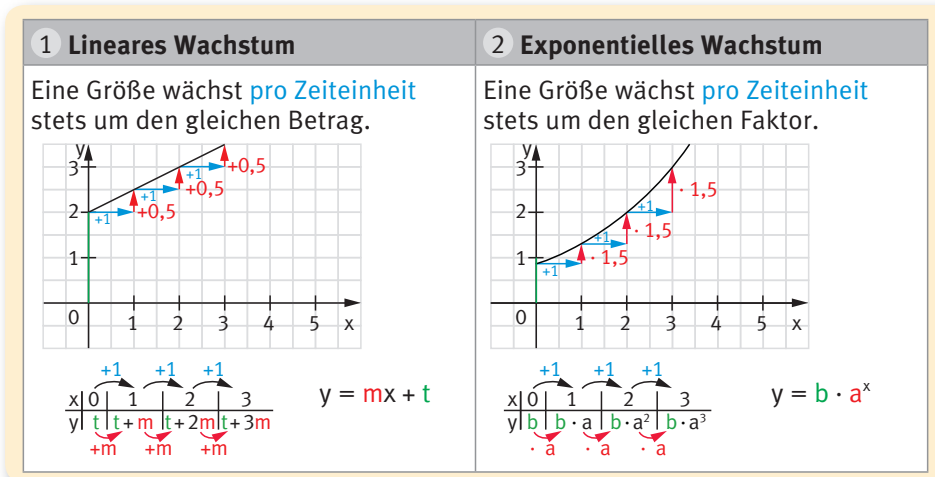 1 Lineares Wachstum
Eine Größe wächst pro Zeiteinheit
stets um den gleichen Betrag.
y
3
2
1
0
1 2 3 4 5 x
+1 +0,5
+1 +0,5
+1 +0,5
+1 +1 +1
x 0 1 2 3
y t t + m t + 2m t + 3m
+m +m +m
y = mx + t
2 Exponentielles Wachstum
Eine Größe wächst pro Zeiteinheit
stets um den gleichen Faktor.
y
3
2
1
0
1 2 3 4 5 x
+1 · 1,5
+1 · 1,5
+1 · 1,5
+1 +1 +1
x 0 1 2 3
y b b · a b · a² b · a³
· a · a · a
y = b · aˣ